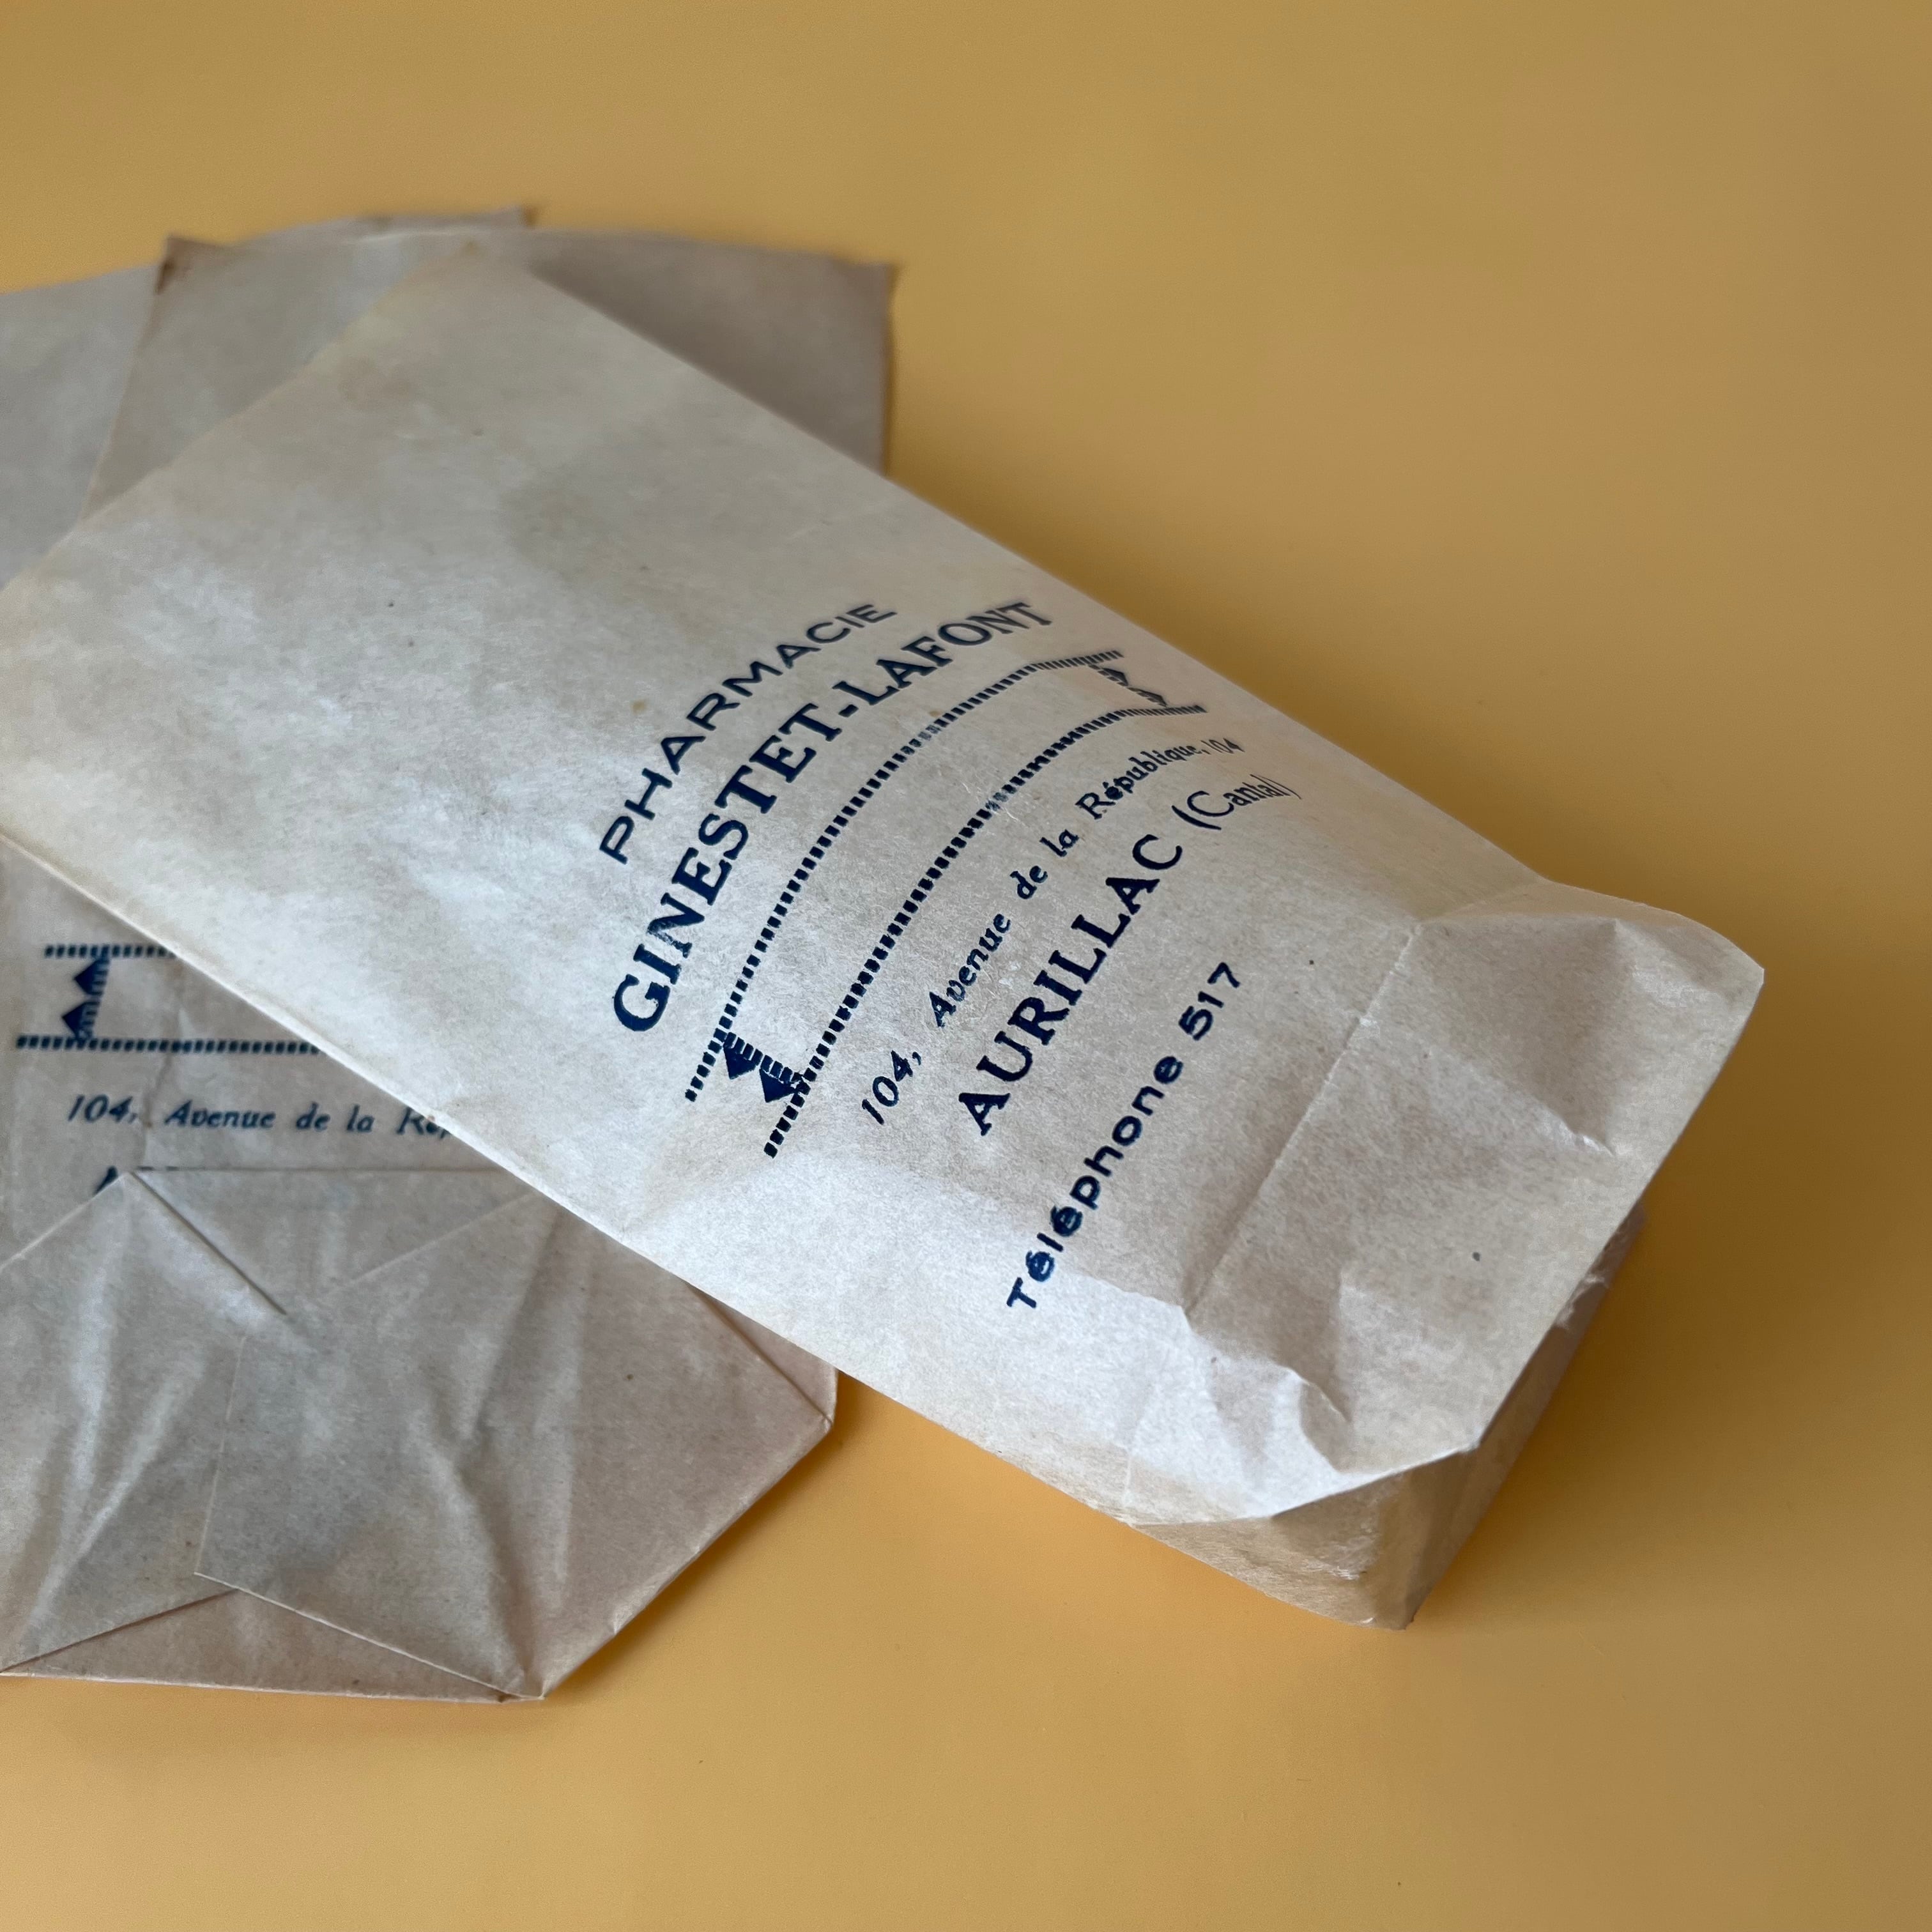 PHARMACIE
GINESTET-LAFONT
104, Avenue de la République, 104
AURILLAC (Cantal)
Téléphone 517
104, Avenue de la